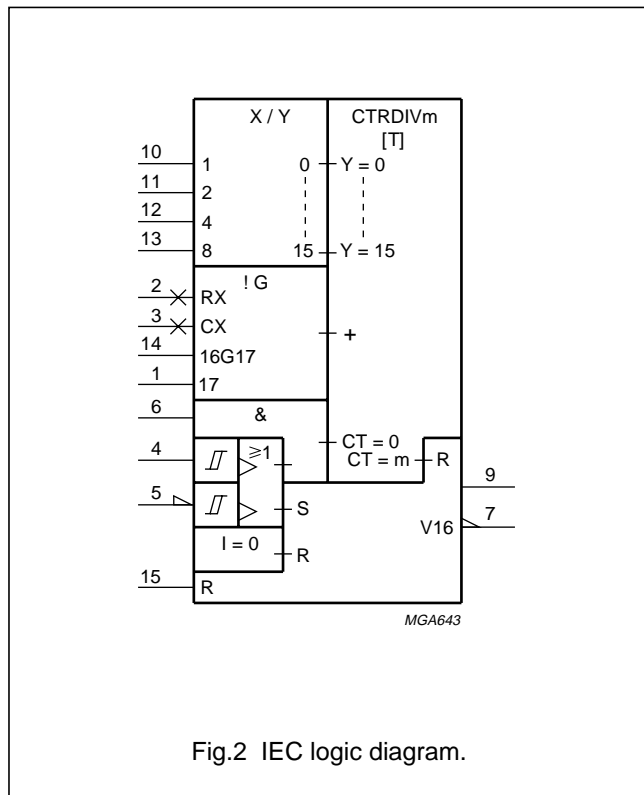 X / Y CTRDIVm
[T]
10 1 0 Y = 0
11 2
12 4
13 8 15 Y = 15
! G
2 RX
3 CX +
14 16G17
1 17
6 &
CT = 0
4 ≥1 CT = m R
9
5 S
7
V16
I = 0 R
15 R
MGA643
Fig.2 IEC logic diagram.